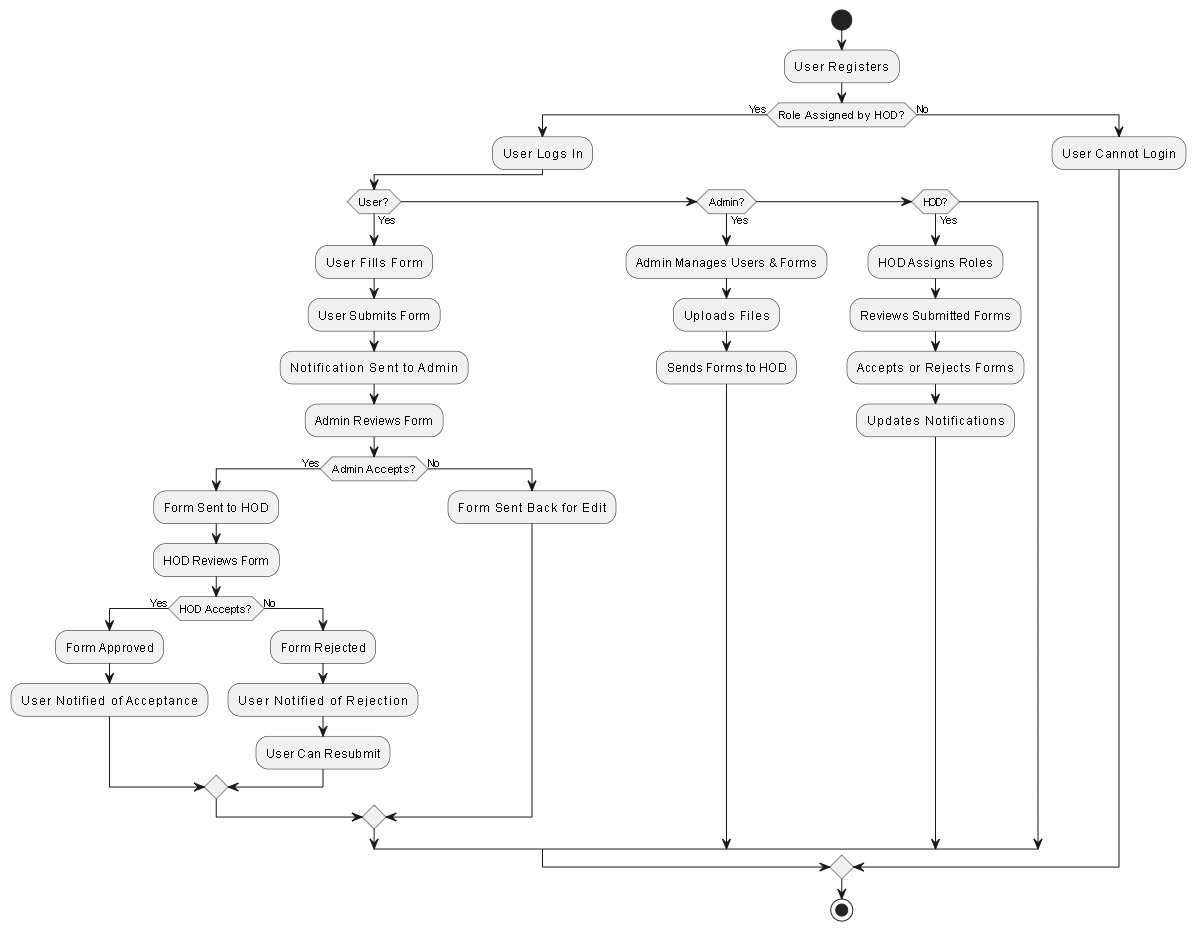 User Registers
Yes
Role Assigned by HOD?
No
User Logs In
User Cannot Login
User?
Admin?
HOD?
Yes
Yes
Yes
User Fills Form
Admin Manages Users & Forms
HOD Assigns Roles
User Submits Form
Uploads Files
Reviews Submitted Forms
Notification Sent to Admin
Sends Forms to HOD
Accepts or Rejects Forms
Admin Reviews Form
Updates Notifications
Yes
Admin Accepts?
No
Form Sent to HOD
Form Sent Back for Edit
HOD Reviews Form
Yes
HOD Accepts?
No
Form Approved
Form Rejected
User Notified of Acceptance
User Notified of Rejection
User Can Resubmit